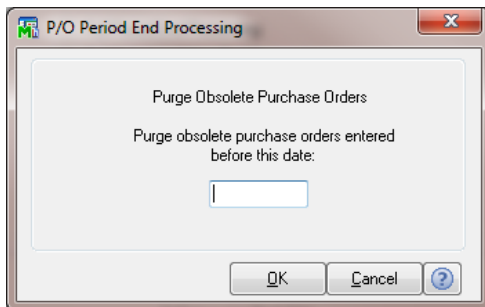 P/O Period End Processing
Purge Obsolete Purchase Orders
Purge obsolete purchase orders entered
before this date:
OK
Cancel
?